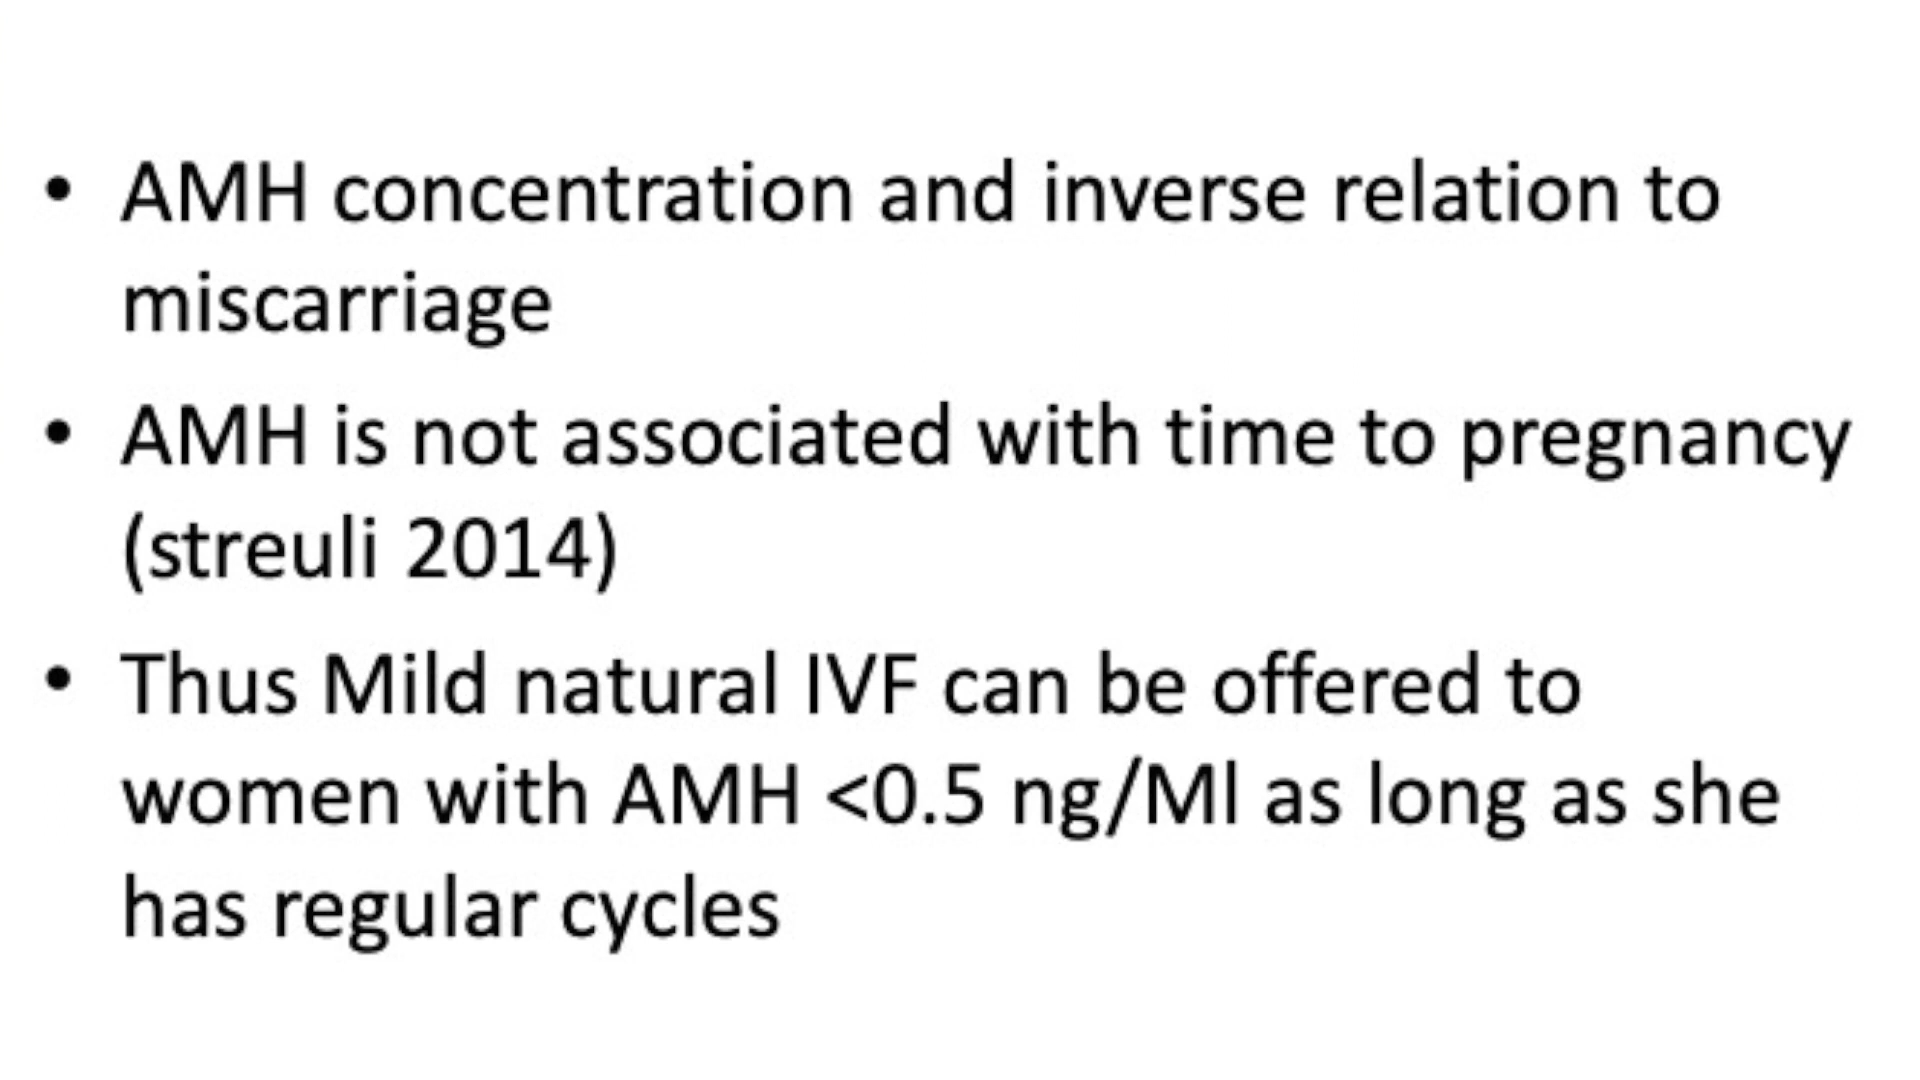 • AMH concentration and inverse relation to
miscarriage
• AMH is not associated with time to pregnancy
(streuli 2014)
• Thus Mild natural IVF can be offered to
women with AMH <0.5 ng/Ml as long as she
has regular cycles